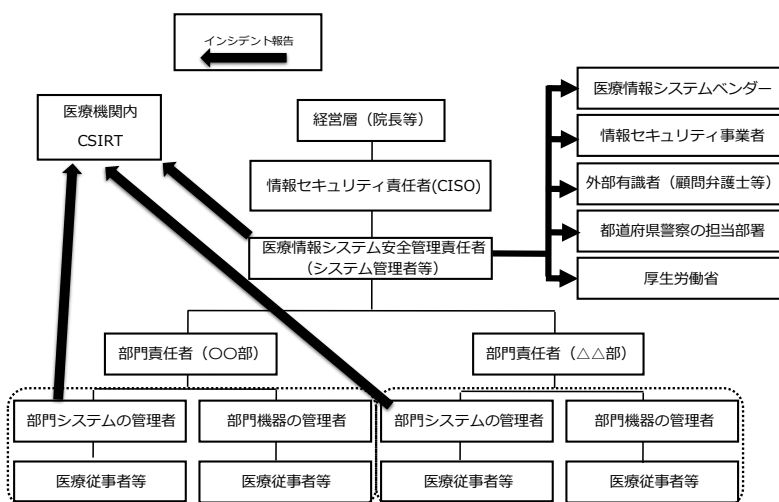 インシデント報告
医療機関内
CSIRT
経営層（院長等）
情報セキュリティ責任者(CISO)
医療情報システム安全管理責任者
（システム管理者等）
医療情報システムベンダー
情報セキュリティ事業者
外部有識者（顧問弁護士等）
都道府県警察の担当部署
厚生労働省
部門責任者（〇〇部）
部門責任者（△△部）
部門システムの管理者
部門機器の管理者
部門システムの管理者
部門機器の管理者
医療従事者等
医療従事者等
医療従事者等
医療従事者等